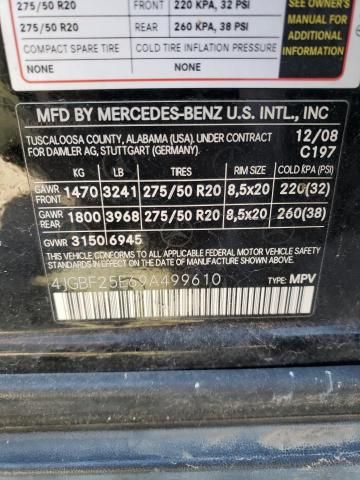 275/50 R20 FRONT 220 KPA, 32 PSI
275/50 R20 REAR 260 KPA, 38 PSI
COMPACT SPARE TIRE COLD TIRE INFLATION PRESSURE
NONE NONE
SEE OWNER'S
MANUAL FOR
ADDITIONAL
INFORMATION
MFD BY MERCEDES-BENZ U.S. INTL., INC
TUSCALOOSA COUNTY, ALABAMA (USA). UNDER CONTRACT 12/08
FOR DAIMLER AG, STUTTGART (GERMANY). C197
KG LB TIRES RIM SIZE COLD KPA (PSI)
GAWR FRONT 1470 3241 275/50 R20 8,5x20 220(32)
GAWR REAR 1800 3968 275/50 R20 8,5x20 260(38)
GVWR 3150 6945
THIS VEHICLE CONFORMS TO ALL APPLICABLE FEDERAL MOTOR VEHICLE SAFETY
STANDARDS IN EFFECT ON THE DATE OF MANUFACTURE SHOWN ABOVE.
4JGBF25E69A499610 TYPE: MPV